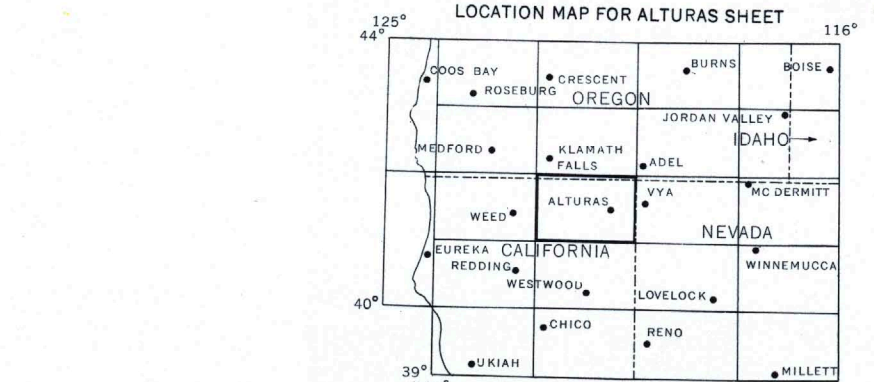 LOCATION MAP FOR ALTURAS SHEET
125°
116°
44°
COOS BAY
ROSEBURG
CRESCENT
BURNS
BOISE
OREGON
JORDAN VALLEY
IDAHO
MEDFORD
KLAMATH
FALLS
ADEL
ALTURAS
VYA
MC DERMITT
WEED
NEVADA
EUREKA
CALIFORNIA
REDDING
WINNEMUCCA
WESTWOOD
LOVELOCK
40°
CHICO
RENO
39°
UKIAH
MILLETT